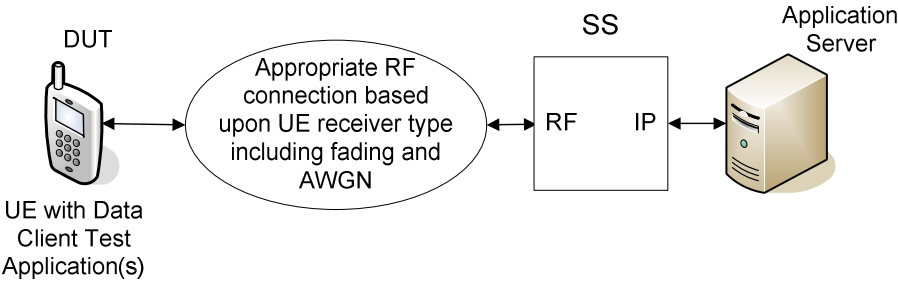 DUT
UE with Data
Client Test
Application(s)
Appropriate RF
connection based
upon UE receiver type
including fading and
AWGN
SS
RF
IP
Application
Server